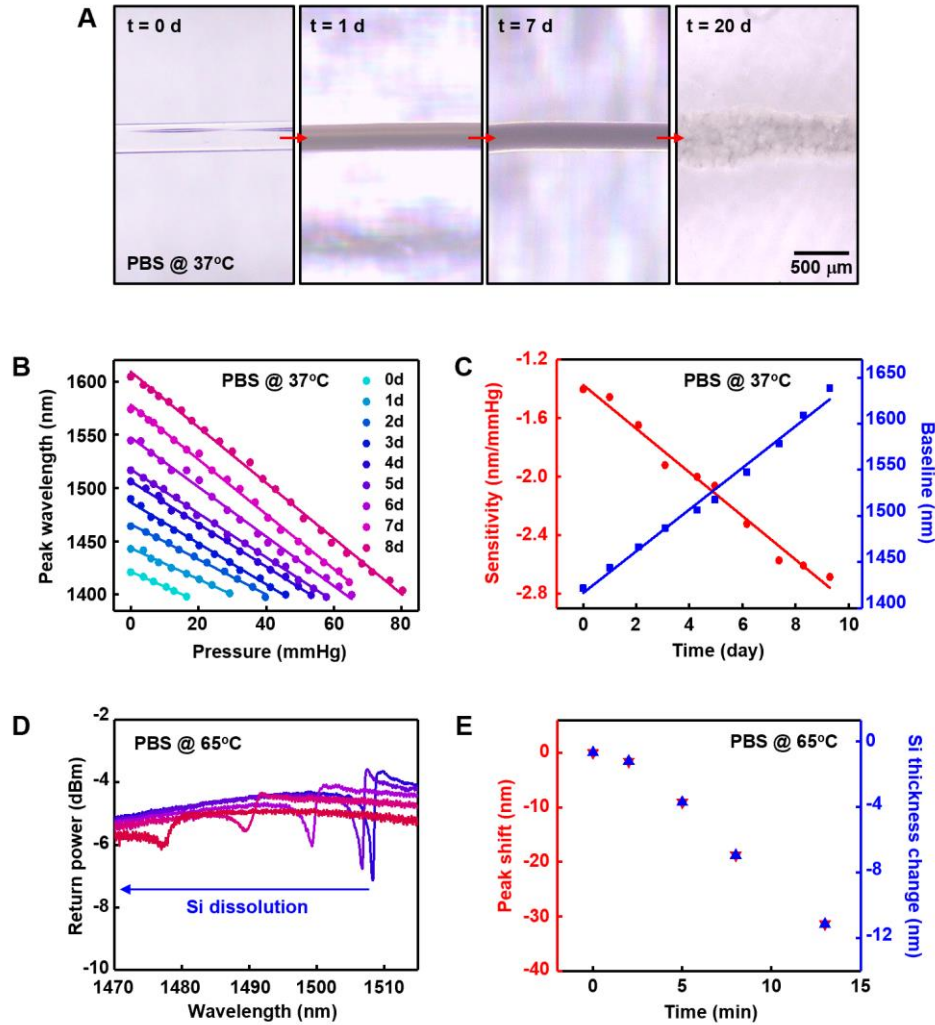 A
t = 0 d
t = 1 d
t = 7 d
t = 20 d
PBS @ 37°C
500 μm
B
PBS @ 37°C
0d
1d
2d
3d
4d
5d
6d
7d
8d
1600
1550
1500
1450
1400
Peak wavelength (nm)
0 20 40 60 80
Pressure (mmHg)
C
PBS @ 37°C
-1.2
-1.6
-2.0
-2.4
-2.8
Sensitivity (nm/mmHg)
1650
1600
1550
1500
1450
1400
Baseline (nm)
0 2 4 6 8 10
Time (day)
D
PBS @ 65°C
-2
-4
-6
-8
-10
Return power (dBm)
Si dissolution
1470 1480 1490 1500 1510
Wavelength (nm)
E
PBS @ 65°C
0
-10
-20
-30
-40
Peak shift (nm)
0
-4
-8
-12
Si thickness change (nm)
0 5 10 15
Time (min)